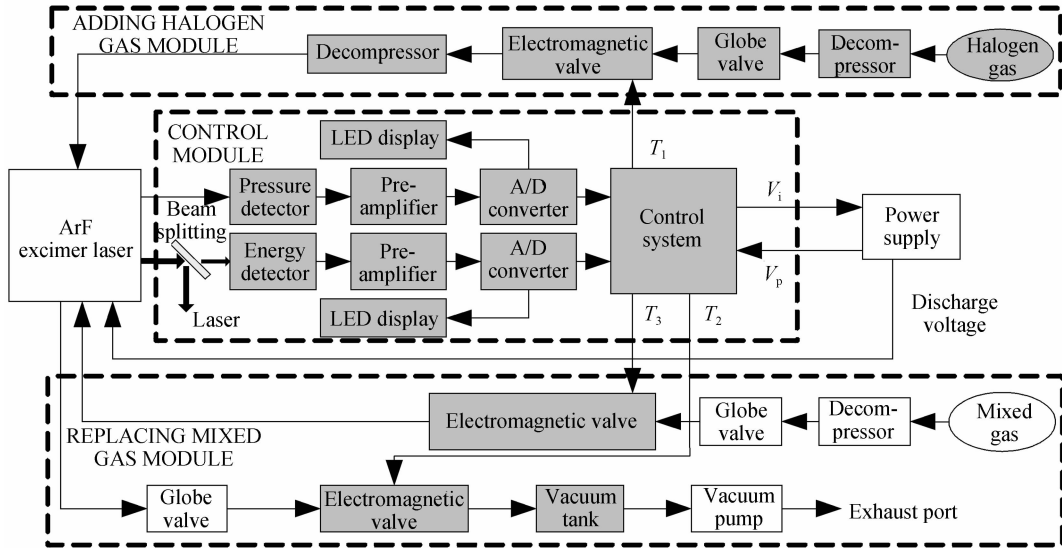 ADDING HALOGEN
GAS MODULE
Decompressor
Electromagnetic
valve
Globe
valve
Decom-
pressor
Halogen
gas
CONTROL
MODULE
LED display
T1
Pressure
detector
Pre-
amplifier
A/D
converter
Control
system
Vi
Power
supply
Vp
ArF
excimer laser
Beam
splitting
Energy
detector
Pre-
amplifier
A/D
converter
Laser
LED display
T3
T2
Discharge
voltage
REPLACING MIXED
GAS MODULE
Electromagnetic valve
Globe
valve
Decom-
pressor
Mixed
gas
Globe
valve
Electromagnetic
valve
Vacuum
tank
Vacuum
pump
Exhaust port